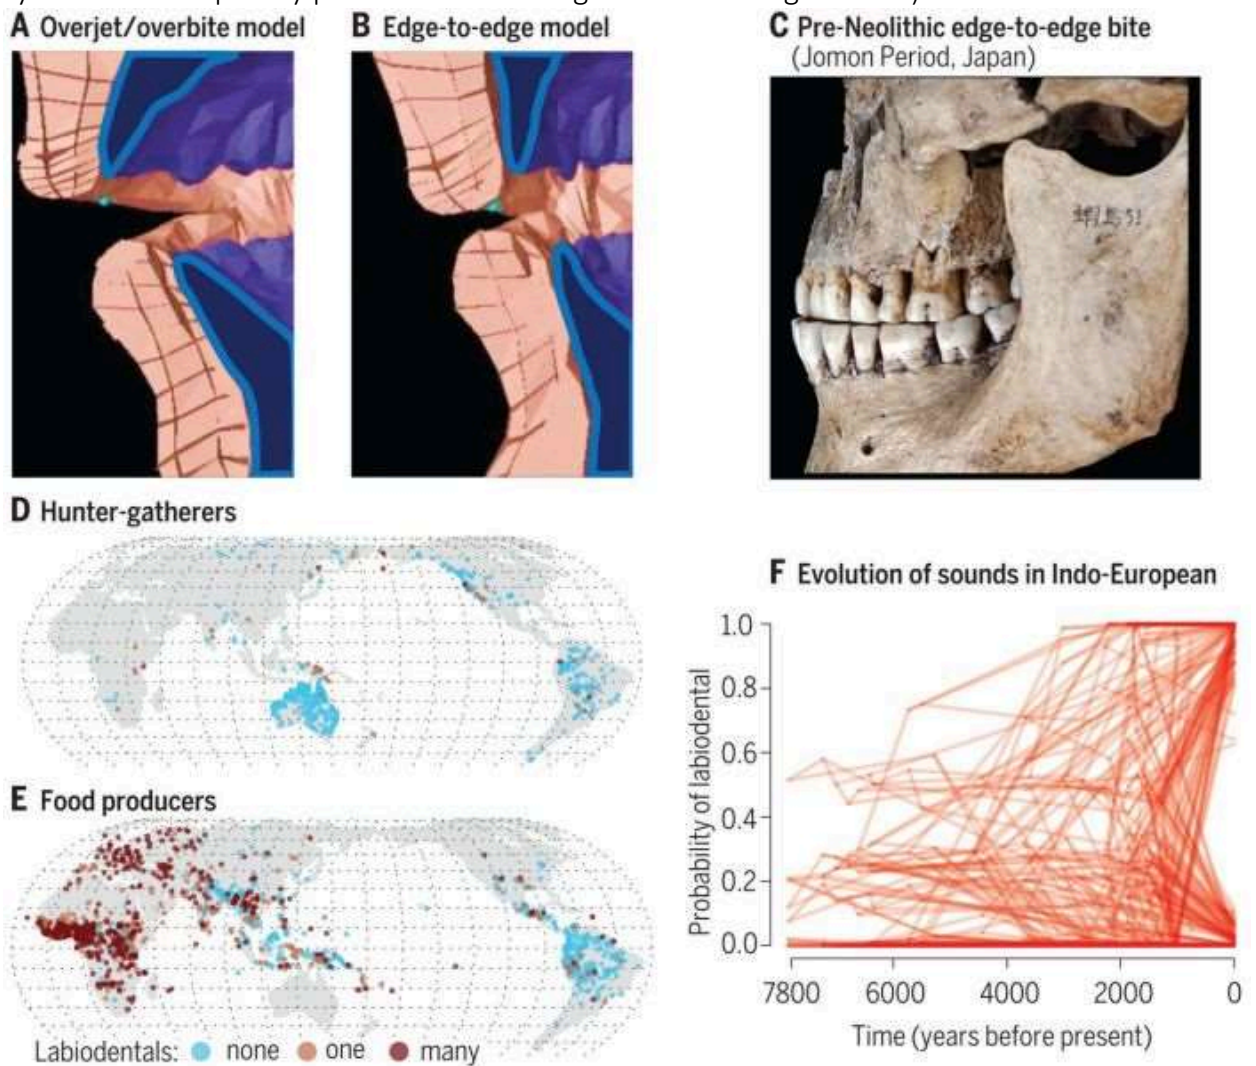 A Overjet/overbite model
B Edge-to-edge model
C Pre-Neolithic edge-to-edge bite
(Jomon Period, Japan)
D Hunter-gatherers
E Food producers
Labiodentals: none one many
F Evolution of sounds in Indo-European
Probability of labiodental
1.0
0.8
0.6
0.4
0.2
0.0
7800 6000 4000 2000 0
Time (years before present)